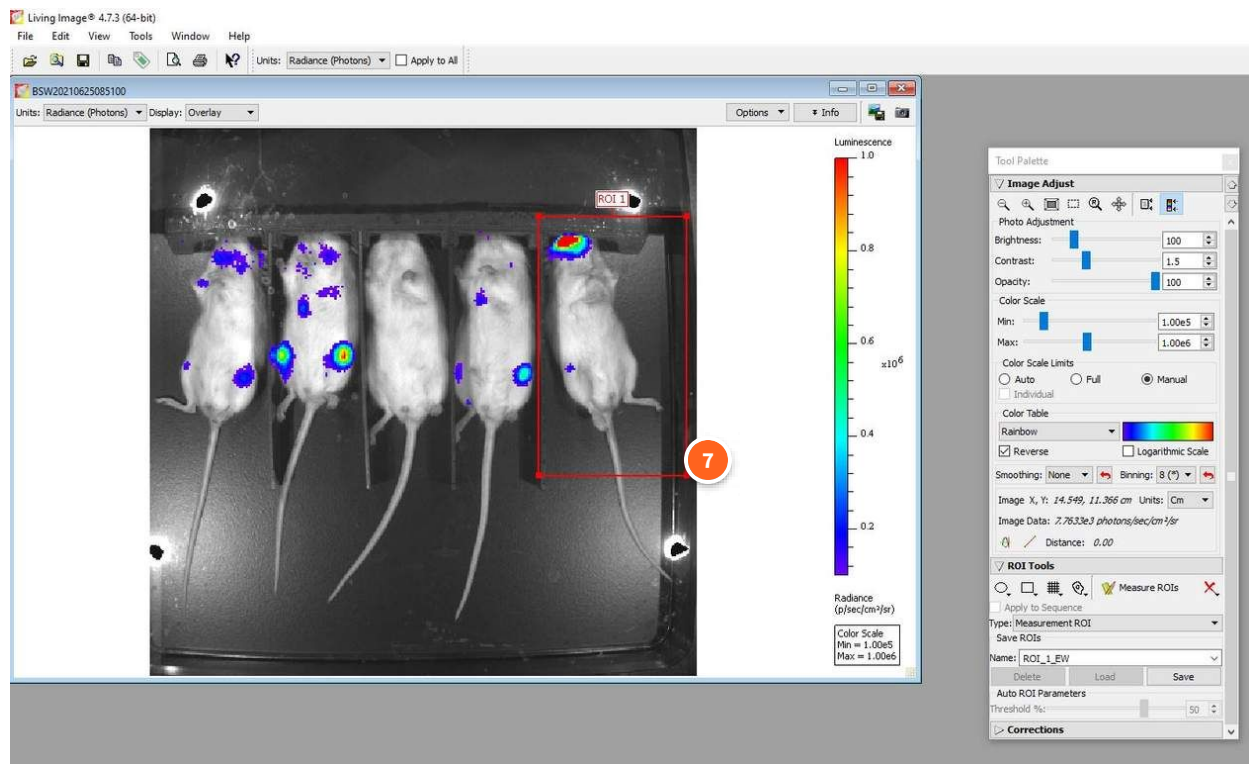 Living Image® 4.7.3 (64-bit)
File Edit View Tools Window Help
Units: Radiance (Photons) Apply to All
BSW20210625085100
Units: Radiance (Photons) Display: Overlay Options Info
Luminescence
1.0
0.8
0.6
x10⁶
0.4
0.2
Radiance
(p/sec/cm²/sr)
Color Scale
Min = 1.00e5
Max = 1.00e6
ROI 1
7
Tool Palette
Image Adjust
Photo Adjustment
Brightness: 100
Contrast: 1.5
Opacity: 100
Color Scale
Min: 1.00e5
Max: 1.00e6
Color Scale Limits
Auto Full Manual
Individual
Color Table
Rainbow
Reverse Logarithmic Scale
Smoothing: None Binning: 8 (*)
Image X, Y: 14.549, 11.366 cm Units: Cm
Image Data: 7.7633e3 photons/sec/cm²/sr
Distance: 0.00
ROI Tools
Measure ROIs
Apply to Sequence
Type: Measurement ROI
Save ROIs
Name: ROI_1_EW
Delete Load Save
Auto ROI Parameters
Threshold %: 50
Corrections